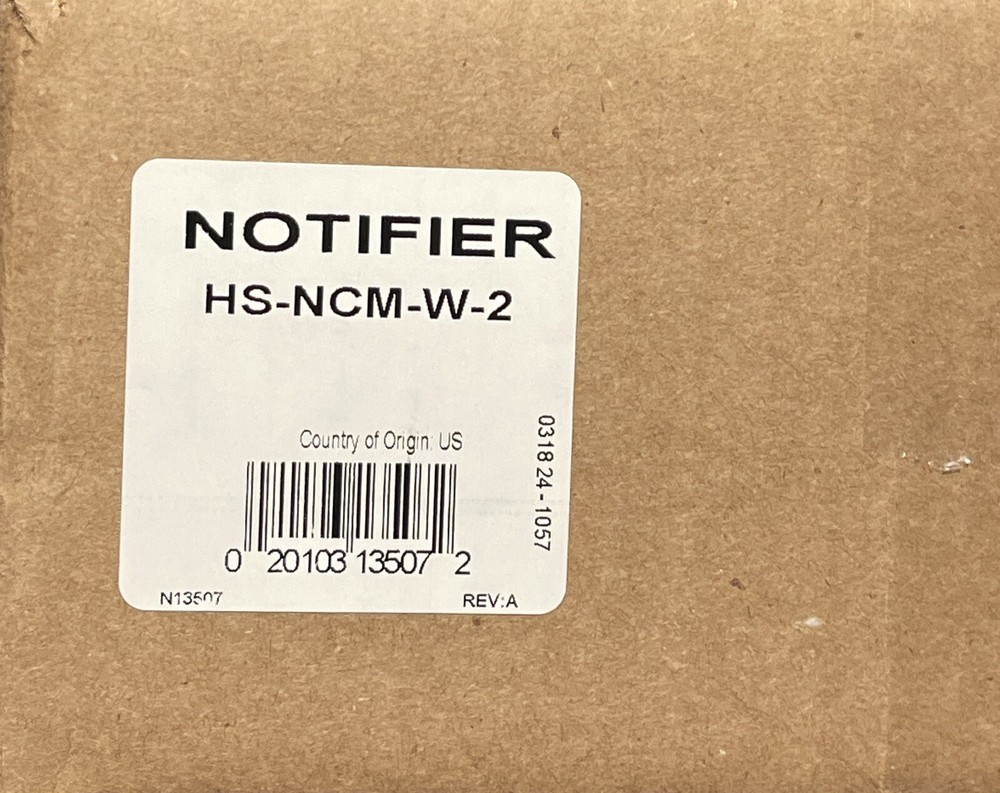 NOTIFIER
HS-NCM-W-2
Country of Origin: US
0 20103 13507 2
N13507
REV:A
031824-1057